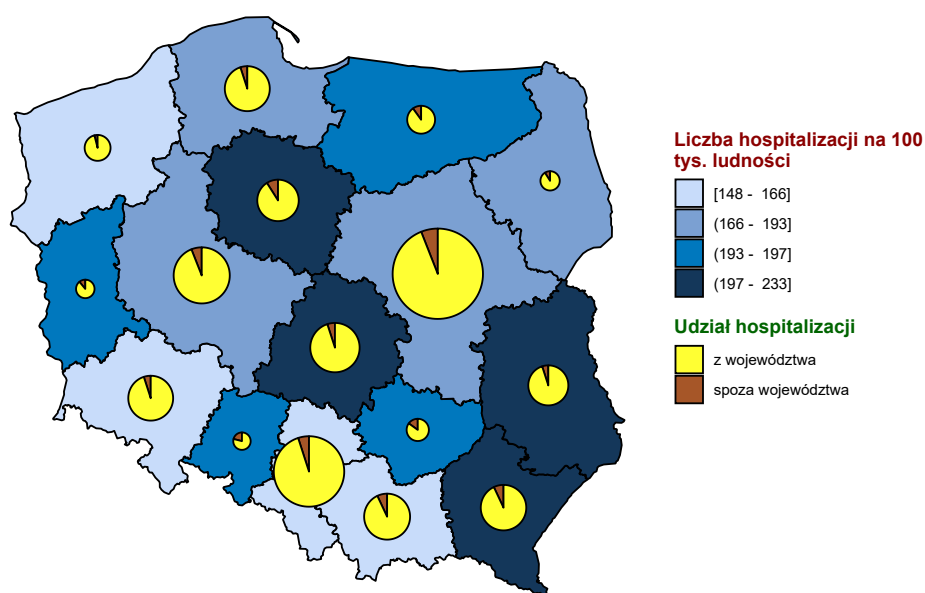 Liczba hospitalizacji na 100
tys. ludności
[148 - 166]
(166 - 193]
(193 - 197]
(197 - 233]
Udział hospitalizacji
z województwa
spoza województwa